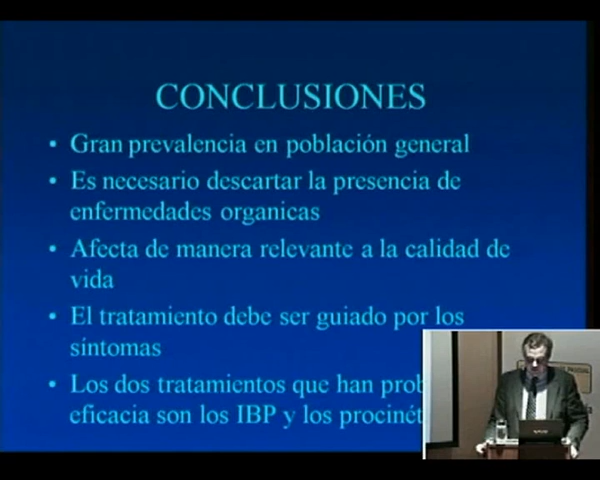 CONCLUSIONES
• Gran prevalencia en población general
• Es necesario descartar la presencia de
enfermedades organicas
• Afecta de manera relevante a la calidad de
vida
• El tratamiento debe ser guiado por los
síntomas
• Los dos tratamientos que han prob
eficacia son los IBP y los procinét